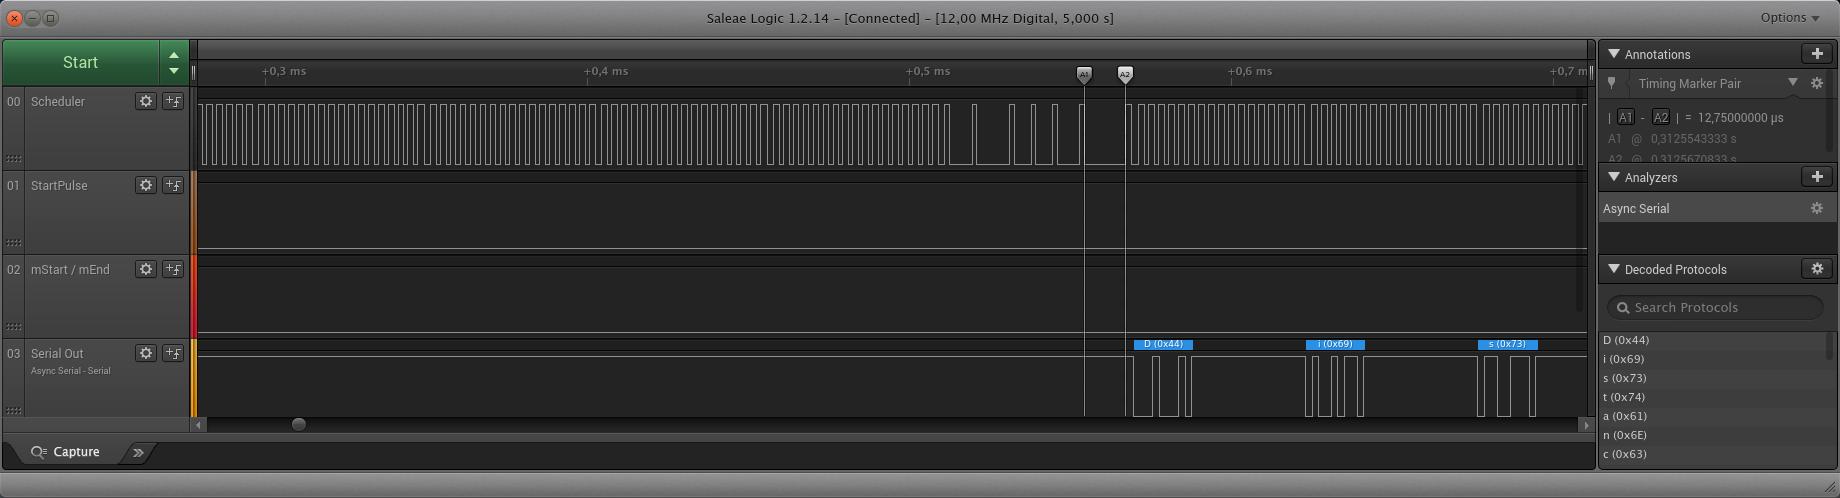 Saleae Logic 1.2.14 - [Connected] - [12,00 MHz Digital, 5,000 s]
Options
Start
+0,3 ms
+0,4 ms
+0,5 ms
A1
A2
+0,6 ms
+0,7 m
00 Scheduler
01 StartPulse
02 mStart / mEnd
03 Serial Out
Async Serial - Serial
D (0x44)
i (0x69)
s (0x73)
Capture
Annotations
Timing Marker Pair
| A1 - A2 | = 12,75000000 µs
A1 @ 0,3125543333 s
A2 @ 0,3125670833 s
Analyzers
Async Serial
Decoded Protocols
Search Protocols
D (0x44)
i (0x69)
s (0x73)
t (0x74)
a (0x61)
n (0x6E)
c (0x63)